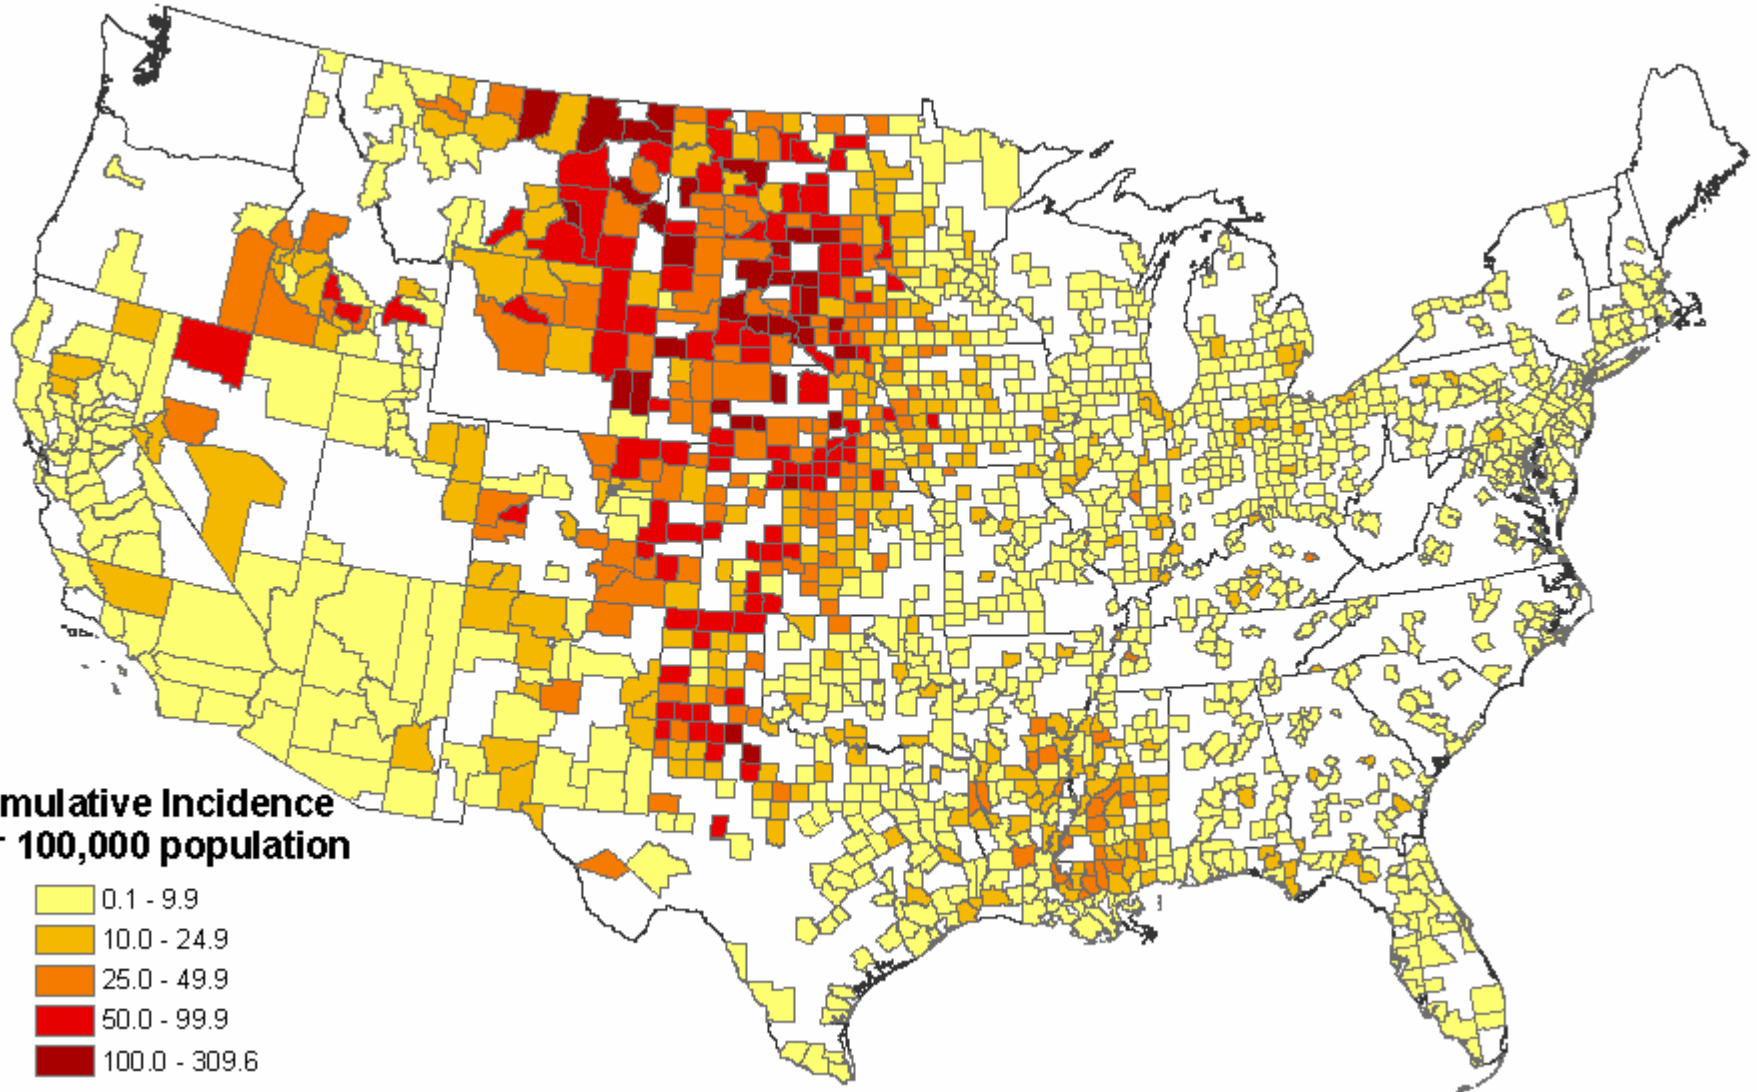 mulative Incidence
r 100,000 population
0.1 - 9.9
10.0 - 24.9
25.0 - 49.9
50.0 - 99.9
100.0 - 309.6